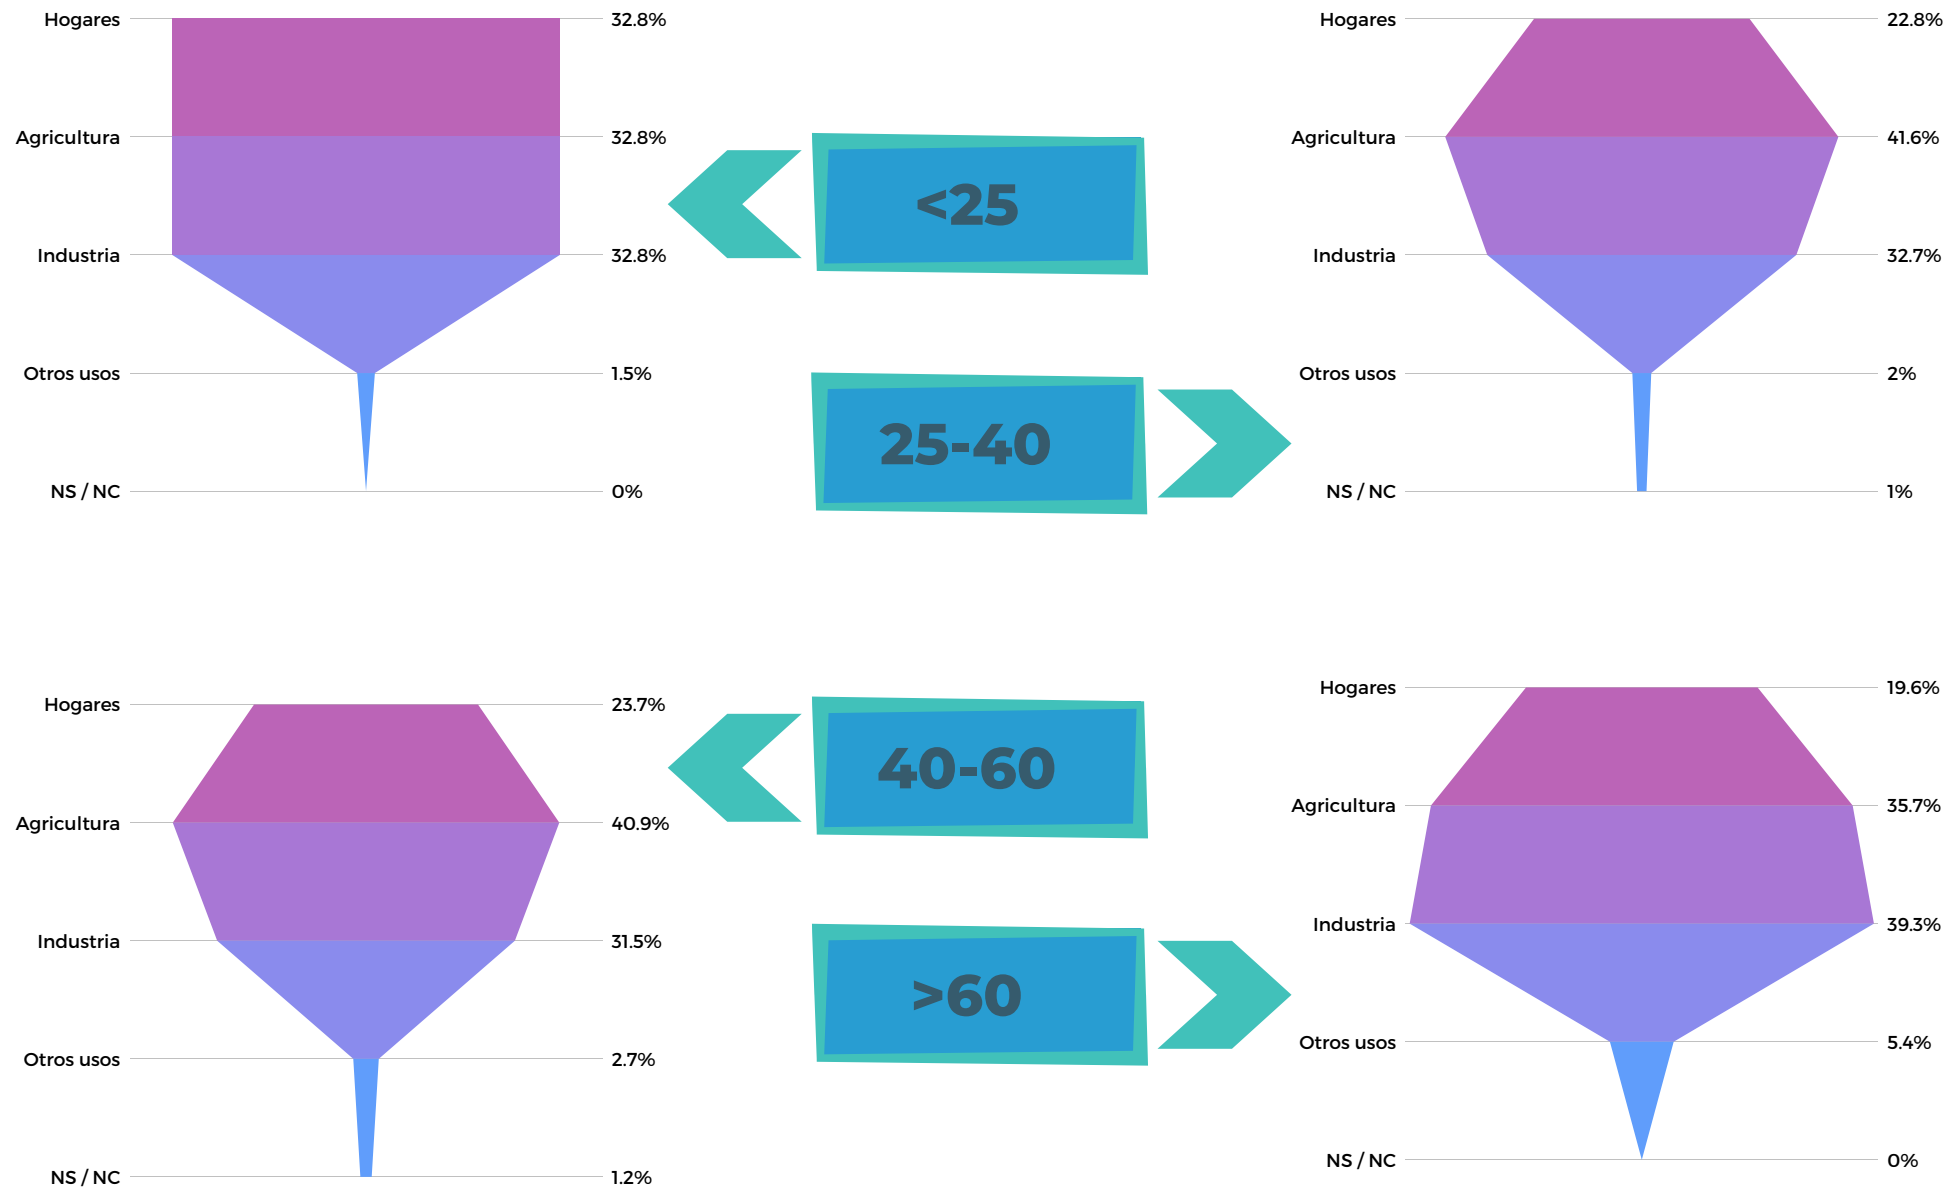 Hogares 32.8%
Agricultura 32.8%
Industria 32.8%
Otros usos 1.5%
NS / NC 0%
<25
Hogares 22.8%
Agricultura 41.6%
Industria 32.7%
Otros usos 2%
NS / NC 1%
25-40
Hogares 23.7%
Agricultura 40.9%
Industria 31.5%
Otros usos 2.7%
NS / NC 1.2%
40-60
Hogares 19.6%
Agricultura 35.7%
Industria 39.3%
Otros usos 5.4%
NS / NC 0%
>60